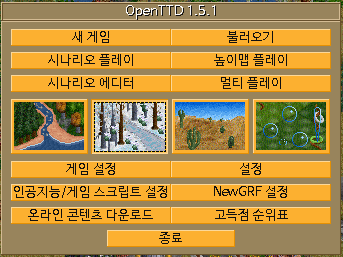 OpenTTD 1.5.1
새 게임 불러오기
시나리오 플레이 높이맵 플레이
시나리오 에디터 멀티 플레이
게임 설정 설정
인공지능/게임 스크립트 설정 NewGRF 설정
온라인 콘텐츠 다운로드 고득점 순위표
종료